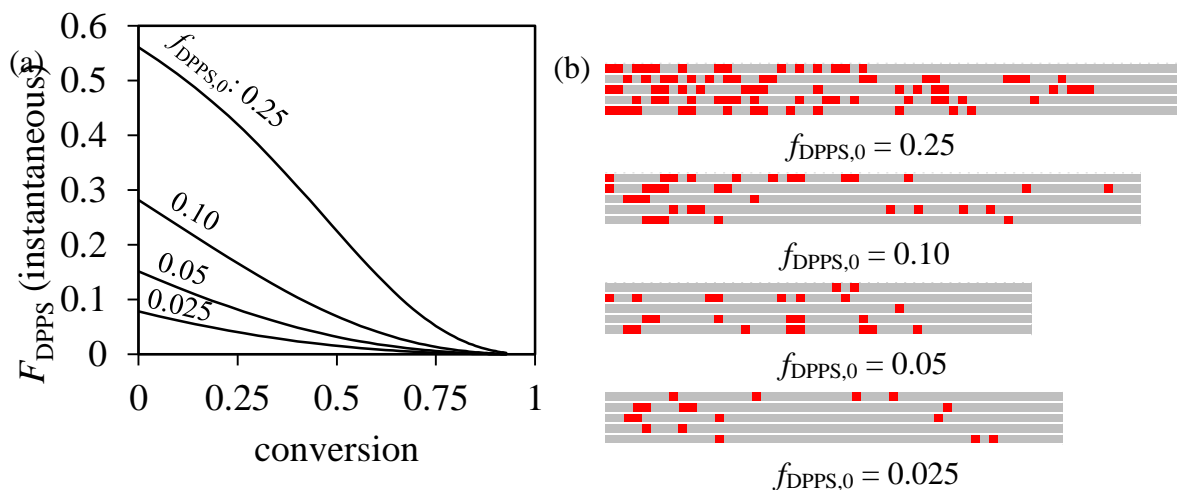 (a)
F_DPPS (instantaneous)
0.6
0.5
0.4
0.3
0.2
0.1
0
f_DPPS,0: 0.25
0.10
0.05
0.025
0 0.25 0.5 0.75 1
conversion
(b)
f_DPPS,0 = 0.25
f_DPPS,0 = 0.10
f_DPPS,0 = 0.05
f_DPPS,0 = 0.025